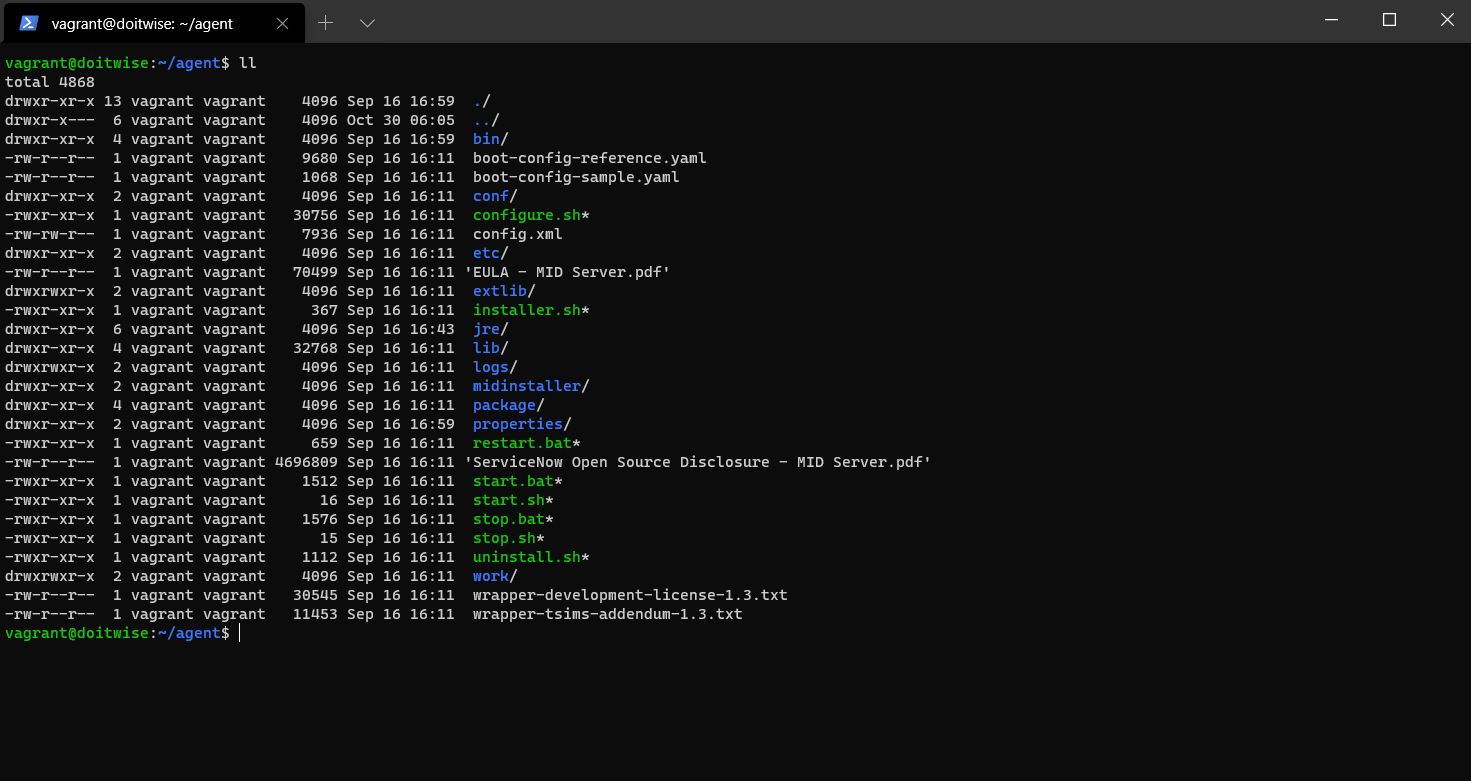 vagrant@doitwise: ~/agent
vagrant@doitwise:~/agent$ ll
total 4868
drwxr-xr-x 13 vagrant vagrant    4096 Sep 16 16:59  ./
drwxr-x---  6 vagrant vagrant    4096 Oct 30 06:05  ../
drwxr-xr-x  4 vagrant vagrant    4096 Sep 16 16:59  bin/
-rw-r--r--  1 vagrant vagrant    9680 Sep 16 16:11  boot-config-reference.yaml
-rw-r--r--  1 vagrant vagrant    1068 Sep 16 16:11  boot-config-sample.yaml
drwxr-xr-x  2 vagrant vagrant    4096 Sep 16 16:11  conf/
-rwxr-xr-x  1 vagrant vagrant   30756 Sep 16 16:11  configure.sh*
-rw-rw-r--  1 vagrant vagrant    7936 Sep 16 16:11  config.xml
drwxr-xr-x  2 vagrant vagrant    4096 Sep 16 16:11  etc/
-rw-r--r--  1 vagrant vagrant   70499 Sep 16 16:11 'EULA - MID Server.pdf'
drwxrwxr-x  2 vagrant vagrant    4096 Sep 16 16:11  extlib/
-rwxr-xr-x  1 vagrant vagrant     367 Sep 16 16:11  installer.sh*
drwxr-xr-x  6 vagrant vagrant    4096 Sep 16 16:43  jre/
drwxr-xr-x  4 vagrant vagrant   32768 Sep 16 16:11  lib/
drwxrwxr-x  2 vagrant vagrant    4096 Sep 16 16:11  logs/
drwxr-xr-x  2 vagrant vagrant    4096 Sep 16 16:11  midinstaller/
drwxr-xr-x  4 vagrant vagrant    4096 Sep 16 16:11  package/
drwxr-xr-x  2 vagrant vagrant    4096 Sep 16 16:59  properties/
-rwxr-xr-x  1 vagrant vagrant     659 Sep 16 16:11  restart.bat*
-rw-r--r--  1 vagrant vagrant 4696809 Sep 16 16:11 'ServiceNow Open Source Disclosure - MID Server.pdf'
-rwxr-xr-x  1 vagrant vagrant    1512 Sep 16 16:11  start.bat*
-rwxr-xr-x  1 vagrant vagrant      16 Sep 16 16:11  start.sh*
-rwxr-xr-x  1 vagrant vagrant    1576 Sep 16 16:11  stop.bat*
-rwxr-xr-x  1 vagrant vagrant      15 Sep 16 16:11  stop.sh*
-rwxr-xr-x  1 vagrant vagrant    1112 Sep 16 16:11  uninstall.sh*
drwxrwxr-x  2 vagrant vagrant    4096 Sep 16 16:11  work/
-rw-r--r--  1 vagrant vagrant   30545 Sep 16 16:11  wrapper-development-license-1.3.txt
-rw-r--r--  1 vagrant vagrant   11453 Sep 16 16:11  wrapper-tsims-addendum-1.3.txt
vagrant@doitwise:~/agent$